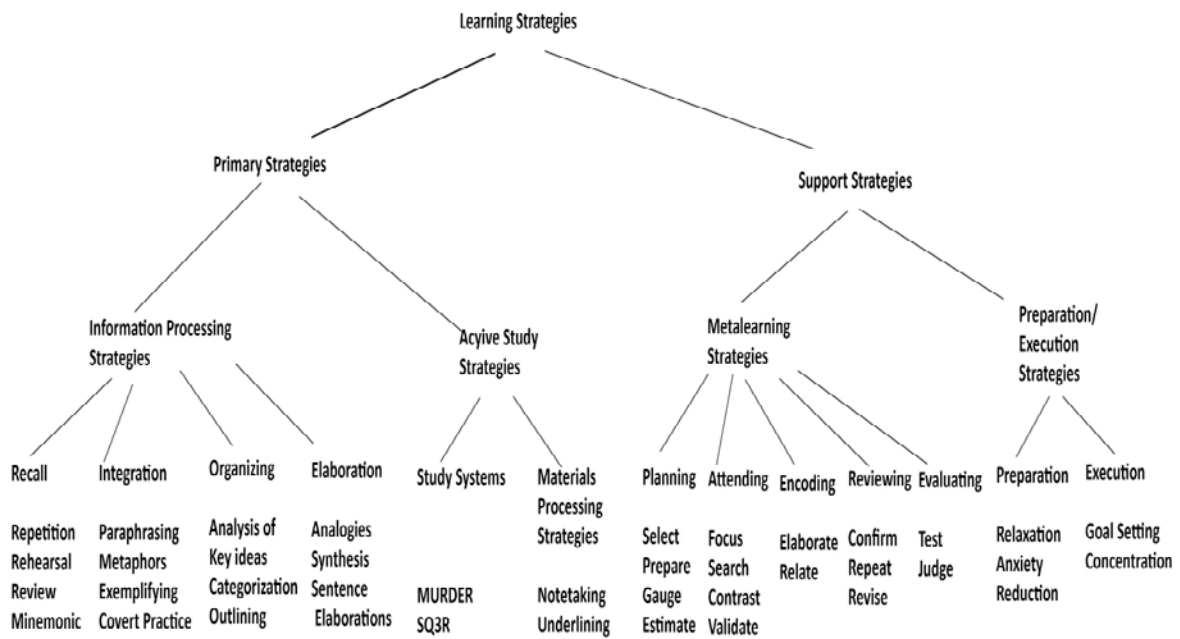 Learning Strategies
Primary Strategies
Support Strategies
Information Processing
Strategies
Acyive Study
Strategies
Metalearning
Strategies
Preparation/
Execution
Strategies
Recall
Repetition
Rehearsal
Review
Minemonic
Integration
Paraphrasing
Metaphors
Exemplifying
Covert Practice
Organizing
Analysis of
Key ideas
Categorization
Outlining
Elaboration
Analogies
Synthesis
Sentence
Elaborations
Study Systems
MURDER
SQ3R
Materials
Processing
Strategies
Notetaking
Underlining
Planning
Select
Prepare
Gauge
Estimate
Attending
Focus
Search
Contrast
Validate
Encoding
Elaborate
Relate
Reviewing
Confirm
Repeat
Revise
Evaluating
Test
Judge
Preparation
Relaxation
Anxiety
Reduction
Execution
Goal Setting
Concentration